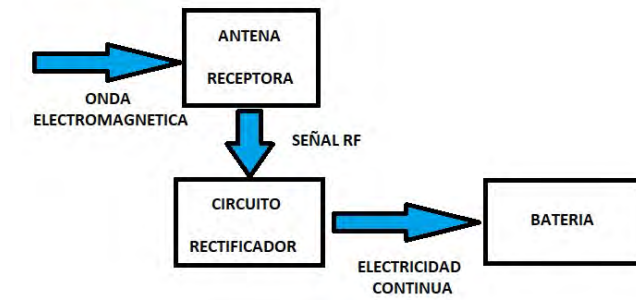 ANTENA
RECEPTORA
ONDA
ELECTROMAGNETICA
SEÑAL RF
CIRCUITO
RECTIFICADOR
ELECTRICIDAD
CONTINUA
BATERIA